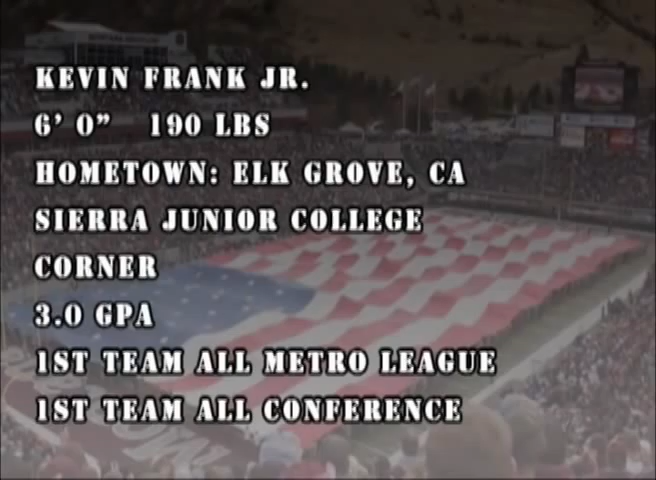 KEVIN FRANK JR.
6' 0" 190 LBS
HOMETOWN: ELK GROVE, CA
SIERRA JUNIOR COLLEGE
CORNER
3.0 GPA
1ST TEAM ALL METRO LEAGUE
1ST TEAM ALL CONFERENCE